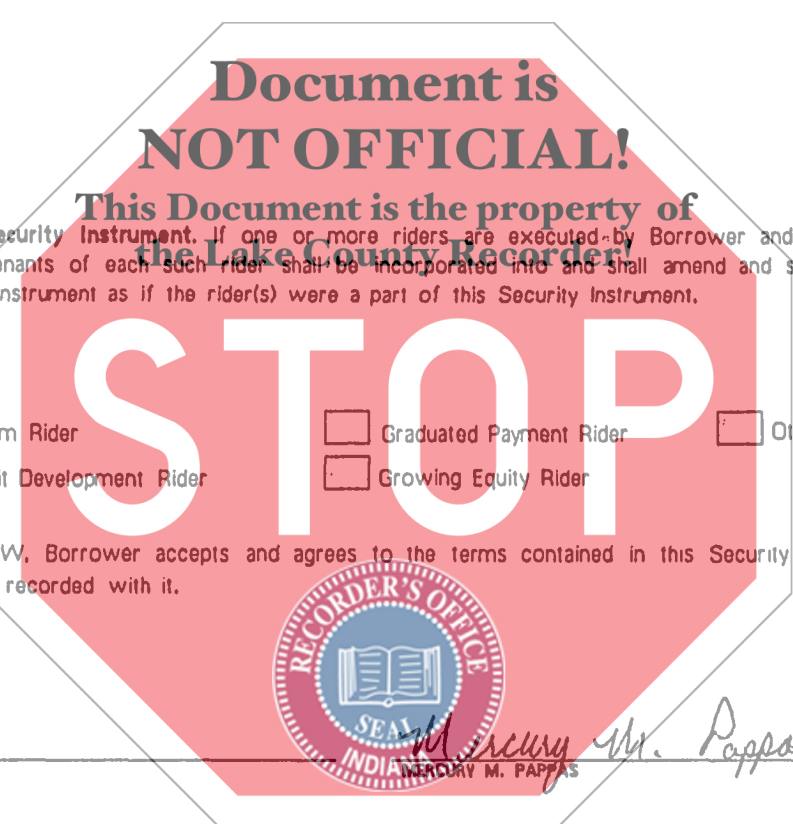 Document is
NOT OFFICIAL!
This Document is the property of
the Lake County Recorder!
ecurity Instrument. If one or more riders are executed by Borrower and
enants of each such rider shall be incorporated into and shall amend and s
nstrument as if the rider(s) were a part of this Security Instrument.
STOP
m Rider Graduated Payment Rider Ot
it Development Rider Growing Equity Rider
W, Borrower accepts and agrees to the terms contained in this Security
recorded with it.
RECORDER'S OFFICE
SEAL
INDIANA
Mercury M. Pappas
MERCURY M. PAPPAS